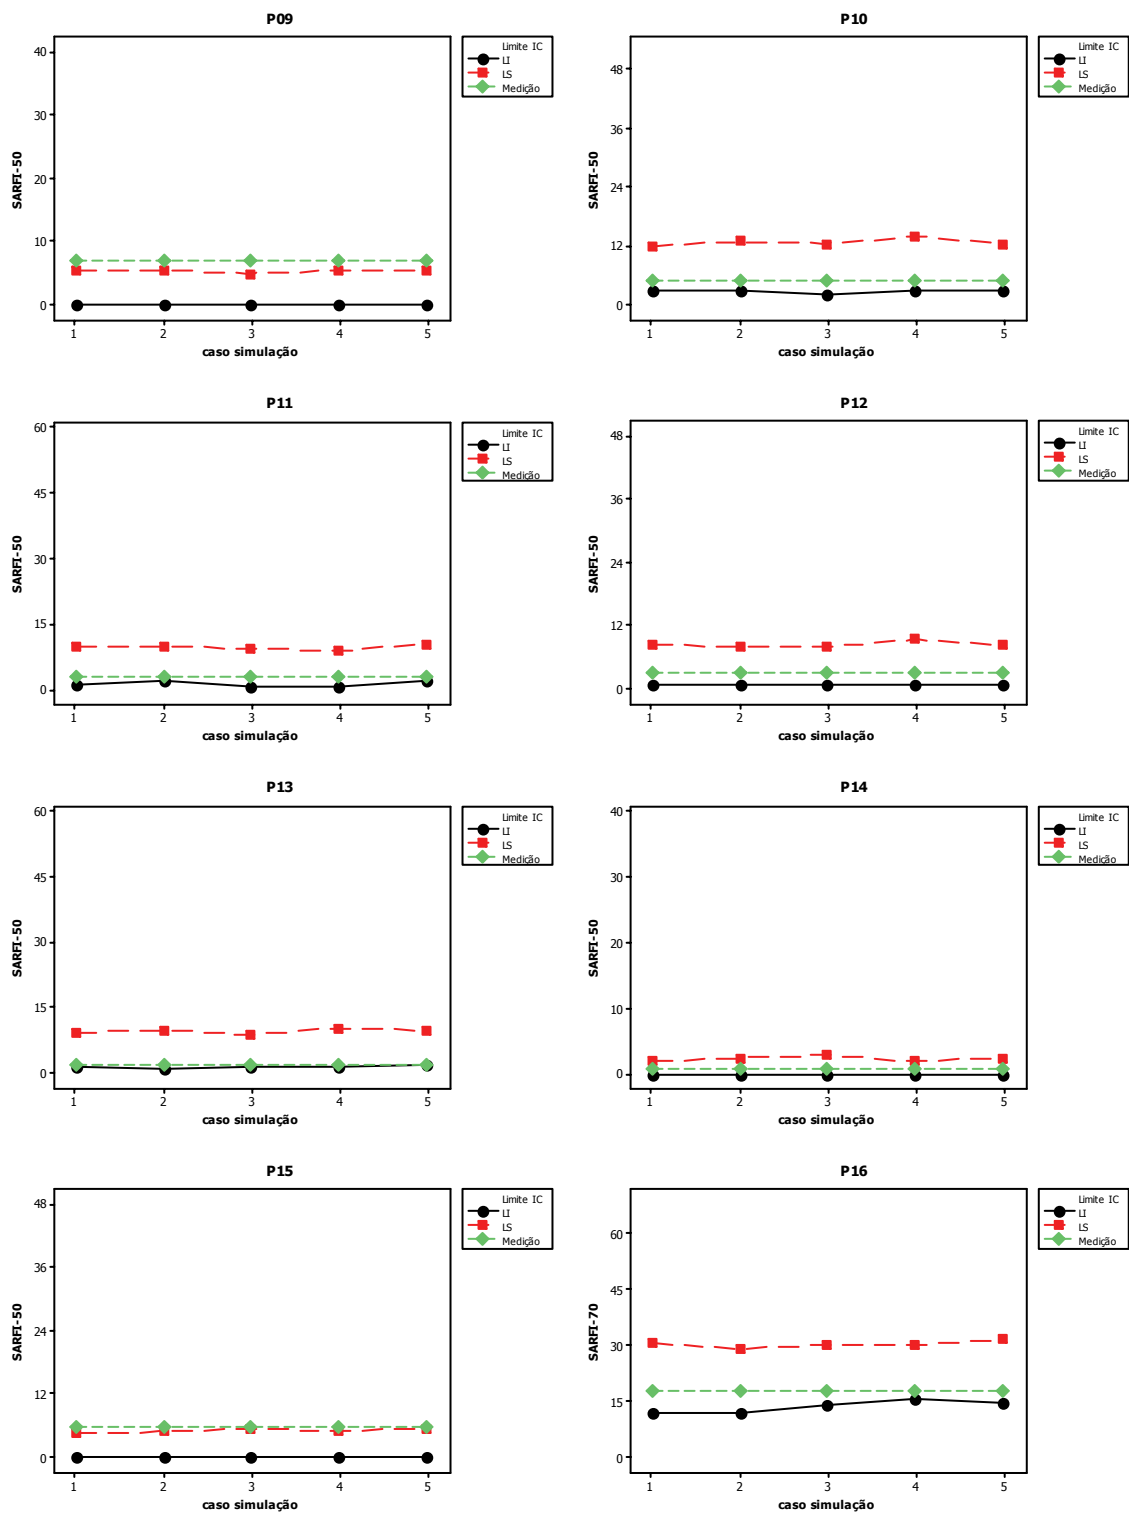 P09
40
30
20
10
0
SARFI-50
1 2 3 4 5
caso simulação
Limite IC
LI
LS
Medição
P10
48
36
24
12
0
SARFI-50
1 2 3 4 5
caso simulação
Limite IC
LI
LS
Medição
P11
60
45
30
15
0
SARFI-50
1 2 3 4 5
caso simulação
Limite IC
LI
LS
Medição
P12
48
36
24
12
0
SARFI-50
1 2 3 4 5
caso simulação
Limite IC
LI
LS
Medição
P13
60
45
30
15
0
SARFI-50
1 2 3 4 5
caso simulação
Limite IC
LI
LS
Medição
P14
40
30
20
10
0
SARFI-50
1 2 3 4 5
caso simulação
Limite IC
LI
LS
Medição
P15
48
36
24
12
0
SARFI-50
1 2 3 4 5
caso simulação
Limite IC
LI
LS
Medição
P16
60
45
30
15
0
SARFI-70
1 2 3 4 5
caso simulação
Limite IC
LI
LS
Medição